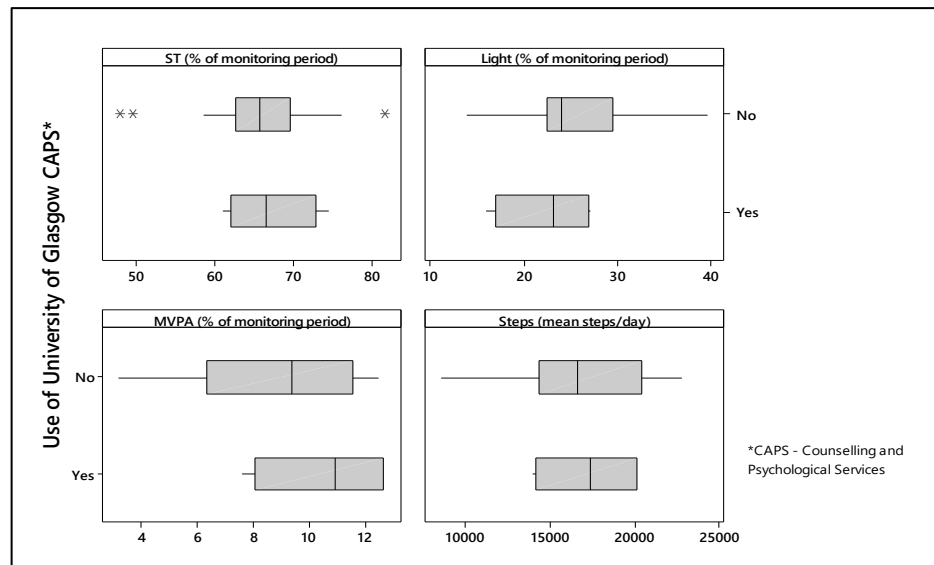 Use of University of Glasgow CAPS*
ST (% of monitoring period)
Light (% of monitoring period)
No
Yes
50 60 70 80
10 20 30 40
MVPA (% of monitoring period)
Steps (mean steps/day)
No
Yes
4 6 8 10 12
10000 15000 20000 25000
*CAPS - Counselling and
Psychological Services